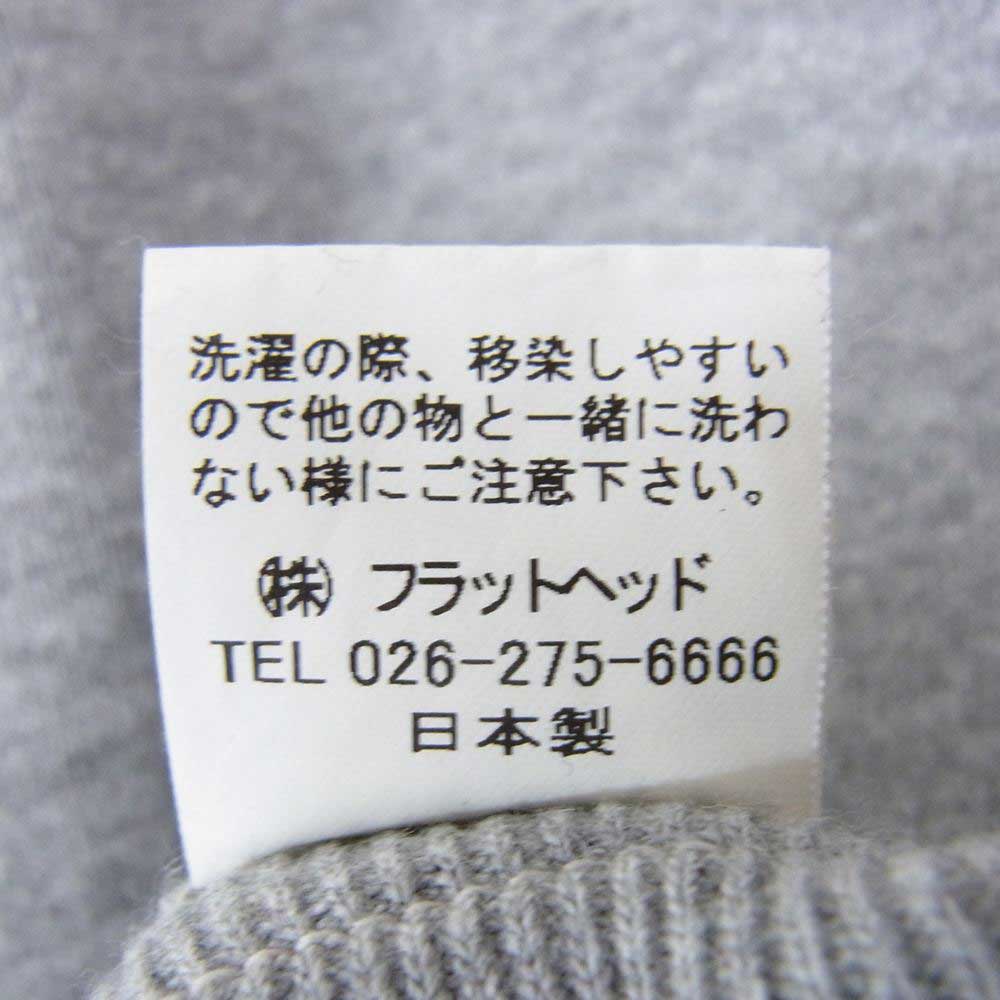 洗濯の際、移染しやすい
ので他の物と一緒に洗わ
ない様にご注意下さい。
㈱ フラットヘッド
TEL 026-275-6666
日本製